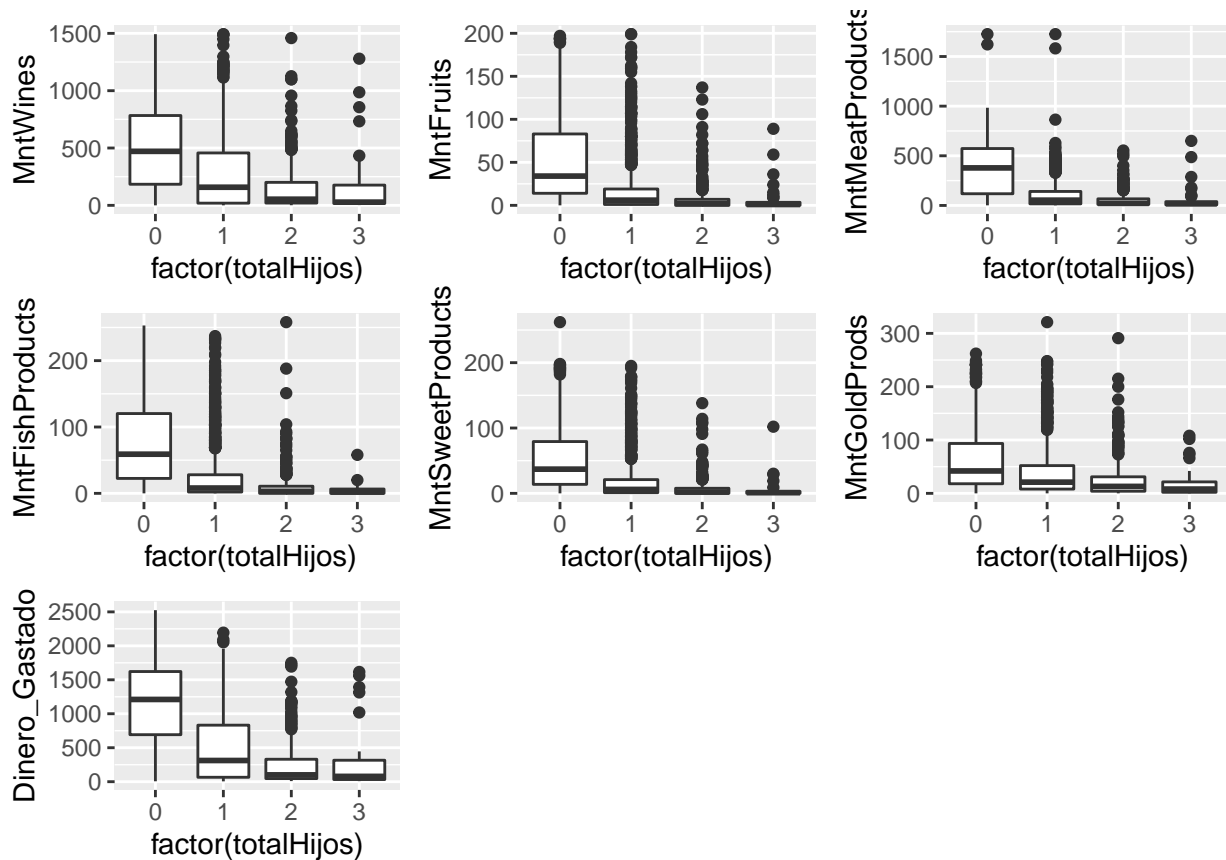 MntWines
1500
1000
500
0
0 1 2 3
factor(totalHijos)
MntFruits
200
150
100
50
0
0 1 2 3
factor(totalHijos)
MntMeatProducts
1500
1000
500
0
0 1 2 3
factor(totalHijos)
MntFishProducts
200
100
0
0 1 2 3
factor(totalHijos)
MntSweetProducts
200
100
0
0 1 2 3
factor(totalHijos)
MntGoldProds
300
200
100
0
0 1 2 3
factor(totalHijos)
Dinero_Gastado
2500
2000
1500
1000
500
0
0 1 2 3
factor(totalHijos)